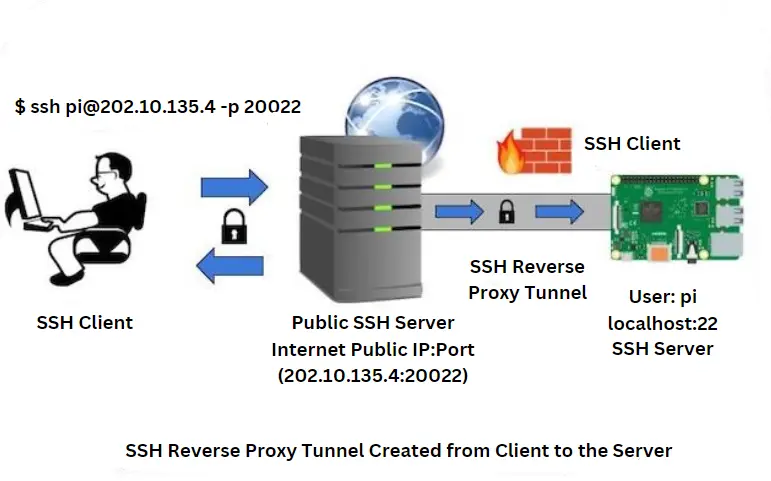 $ ssh pi@202.10.135.4 -p 20022
SSH Client
SSH Client
Public SSH Server
Internet Public IP:Port
(202.10.135.4:20022)
SSH Reverse
Proxy Tunnel
User: pi
localhost:22
SSH Server
SSH Reverse Proxy Tunnel Created from Client to the Server